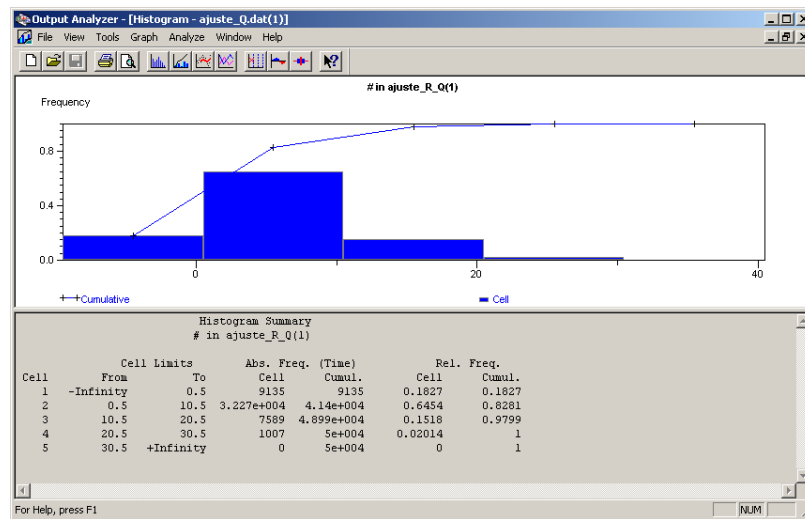 Output Analyzer - [Histogram - ajuste_Q.dat(1)]
File View Tools Graph Analyze Window Help
# in ajuste_R_Q(1)
Frequency
0.8
0.4
0.0
0 20 40
Cumulative Cell
Histogram Summary
# in ajuste_R_Q(1)
Cell Limits Abs. Freq. (Time) Rel. Freq.
Cell From To Cell Cumul. Cell Cumul.
1 -Infinity 0.5 9135 9135 0.1827 0.1827
2 0.5 10.5 3.227e+004 4.14e+004 0.6454 0.8281
3 10.5 20.5 7589 4.899e+004 0.1518 0.9799
4 20.5 30.5 1007 5e+004 0.02014 1
5 30.5 +Infinity 0 5e+004 0 1
For Help, press F1 NUM